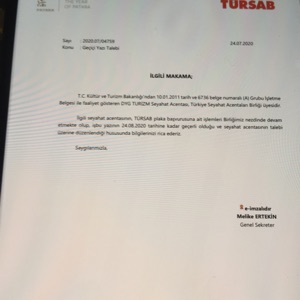 TÜRSAB
Sayı : 2020.07/04759
24.07.2020
Konu : Geçiçi Yazı Talebi
İLGİLİ MAKAMA;
T.C. Kültür ve Turizm Bakanlığı'ndan 10.01.2011 tarih ve 6736 belge numaralı (A) Grubu İşletme
Belgesi ile faaliyet gösteren DYG TURİZM Seyahat Acentası, Türkiye Seyahat Acentaları Birliği üyesidir.
İlgili seyahat acentasının, TÜRSAB plaka başvurusuna ait işlemleri Birliğimiz nezdinde devam
etmekte olup, işbu yazının 24.08.2020 tarihine kadar geçerli olduğu ve seyahat acentasının talebi
üzerine düzenlendiği hususunda bilgilerinizi rica ederiz.
Saygılarımızla,
e-imzalıdır
Melike ERTEKİN
Genel Sekreter